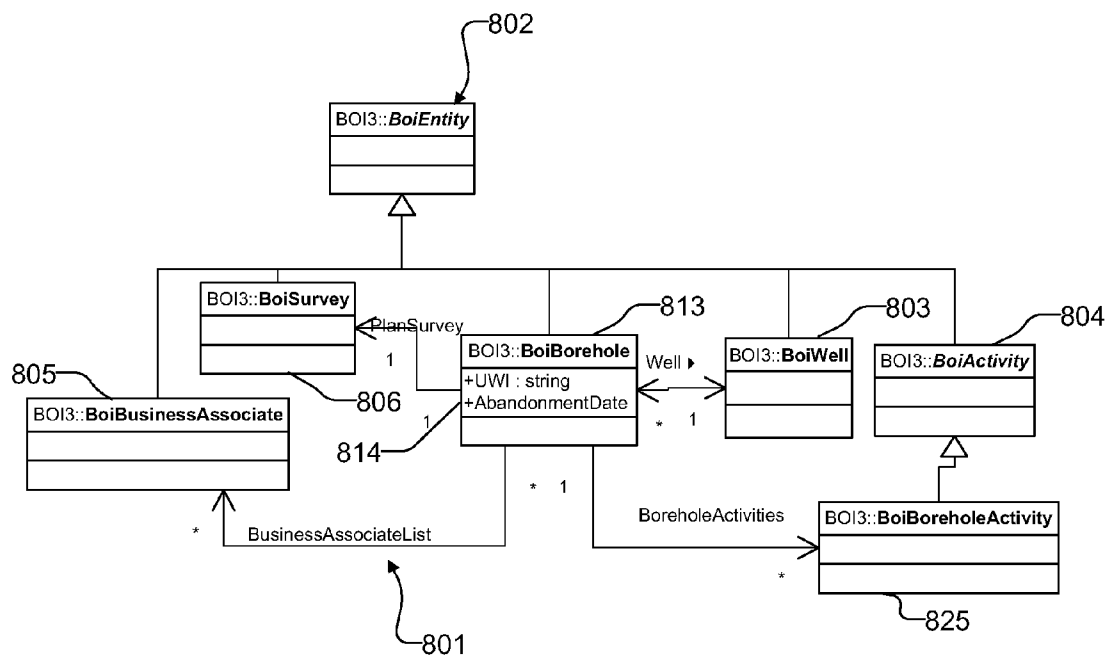 802
BOI3::BoiEntity
BOI3::BoiSurvey
813
803
804
PlanSurvey
1
BOI3::BoiBorehole
+UWI : string
+AbandonmentDate
Well
BOI3::BoiWell
BOI3::BoiActivity
805
806
BOI3::BoiBusinessAssociate
1
814
*
1
*
1
BOI3::BoiBoreholeActivity
BoreholeActivities
*
BusinessAssociateList
*
825
801